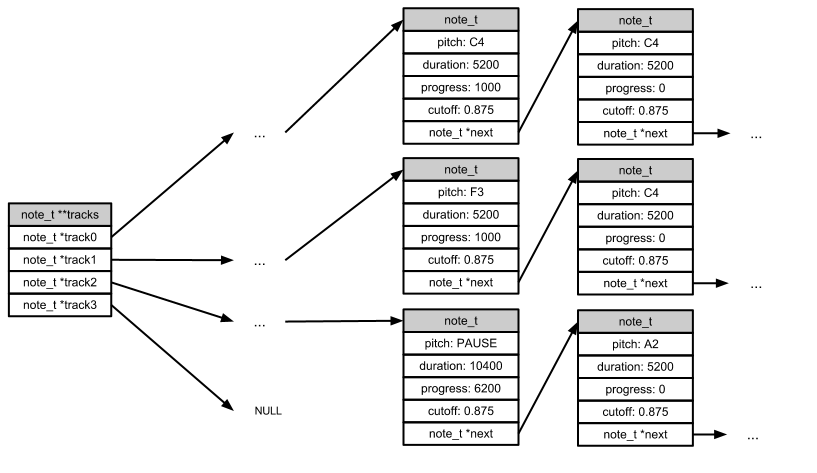 note_t
pitch: C4
duration: 5200
progress: 1000
cutoff: 0.875
note_t *next
note_t
pitch: C4
duration: 5200
progress: 0
cutoff: 0.875
note_t *next
...
...
note_t **tracks
note_t *track0
note_t *track1
note_t *track2
note_t *track3
...
note_t
pitch: F3
duration: 5200
progress: 1000
cutoff: 0.875
note_t *next
note_t
pitch: C4
duration: 5200
progress: 0
cutoff: 0.875
note_t *next
...
...
note_t
pitch: PAUSE
duration: 10400
progress: 6200
cutoff: 0.875
note_t *next
note_t
pitch: A2
duration: 5200
progress: 0
cutoff: 0.875
note_t *next
...
NULL